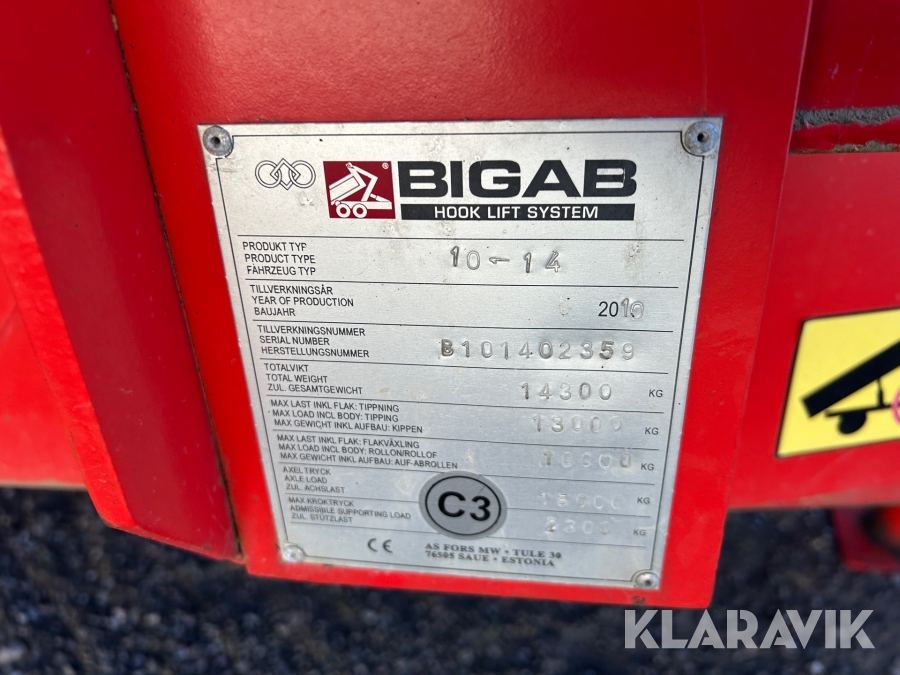 BIGAB
HOOK LIFT SYSTEM
PRODUKT TYP
PRODUCT TYPE
FAHRZEUG TYP
10-14
TILLVERKNINGSÅR
YEAR OF PRODUCTION
BAUJAHR
2010
TILLVERKNINGSNUMMER
SERIAL NUMBER
HERSTELLUNGSNUMMER
B101402359
TOTALVIKT
TOTAL WEIGHT
ZUL. GESAMTGEWICHT
14300 KG
MAX LAST INKL FLAK: TIPPNING
MAX LOAD INCL BODY: TIPPING
MAX GEWICHT INKL AUFBAU: KIPPEN
13000 KG
MAX LAST INKL FLAK: FLAKVÄXLING
MAX LOAD INCL BODY: ROLLON/ROLLOF
MAX GEWICHT INKL AUFBAU: AUF-ABROLLEN
KG
AXELTRYCK
AXLE LOAD
ZUL. ACHSLAST
KG
MAX KROKTRYCK
ADMISSIBLE SUPPORTING LOAD
ZUL. STÜTZLAST
2300 KG
C3
CE
AS FORS MW • TULE 30
76505 SAUE • ESTONIA
KLARAVIK